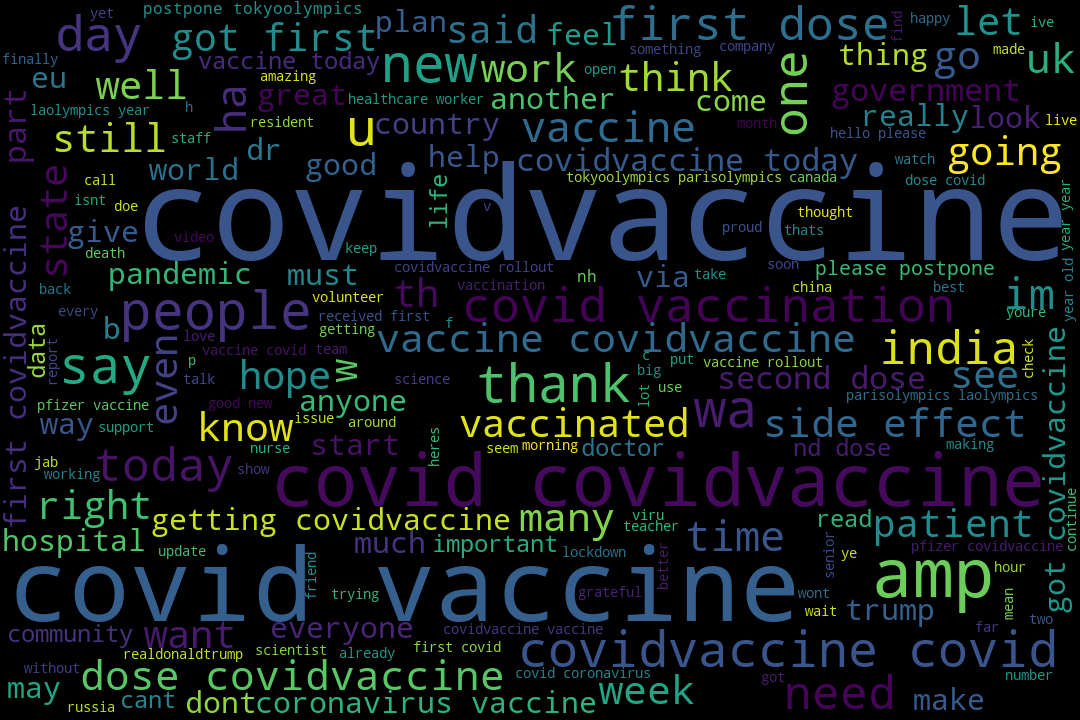 yet
postpone tokyoolympics
plan
said
feel
first dose
find
happy
let
ive
day
got first
something
company
thing
go
uk
finally
vaccine today
new
work
open
think
one
made
eu
well
amazing
great
healthcare worker
another
come
government
laolympics year
h
ha
resident
u
country
vaccine
month
really
look
live
part
still
staff
dr
hello please
going
world
good
help
covidvaccine today
watch
call
state
tokyoolympics parisolympics canada
dose covid
isnt
doe
covidvaccine
life
v
thought
year old year year
give
video
keep
proud
thats
death
pandemic
must
covidvaccine rollout
nh
via
take
soon
please postpone
back
volunteer
th
vaccination
china
best
im
every
people
received first
covid vaccination
youre
first covidvaccine
data
b
getting
f
love
vaccine covidvaccine
india
check
report
say
even
vaccine covid
team
p
talk
hope
w
science
c
big
put
vaccine rollout
see
good new
anyone
thank
lot
use
second dose
parisolympics laolympics
pfizer vaccine
way
support
know
issue
around
vaccinated
wa
side effect
nurse
start
heres
seem
morning
doctor
nd dose
making
jab
working
today
show
covid covidvaccine
got covidvaccine
right
getting covidvaccine
many
viru
teacher
read
patient
continue
hospital
update
much
important
lockdown
time
pfizer covidvaccine
senior
ye
friend
covid vaccine
trying
better
grateful
wont
amp
hour
wait
trump
mean
two
community
want
everyone
covidvaccine vaccine
far
realdonaldtrump
scientist
already
first covid
covidvaccine covid
without
dose covidvaccine
covid coronavirus
got
number
may
russia
cant
dont
coronavirus vaccine
week
need
make